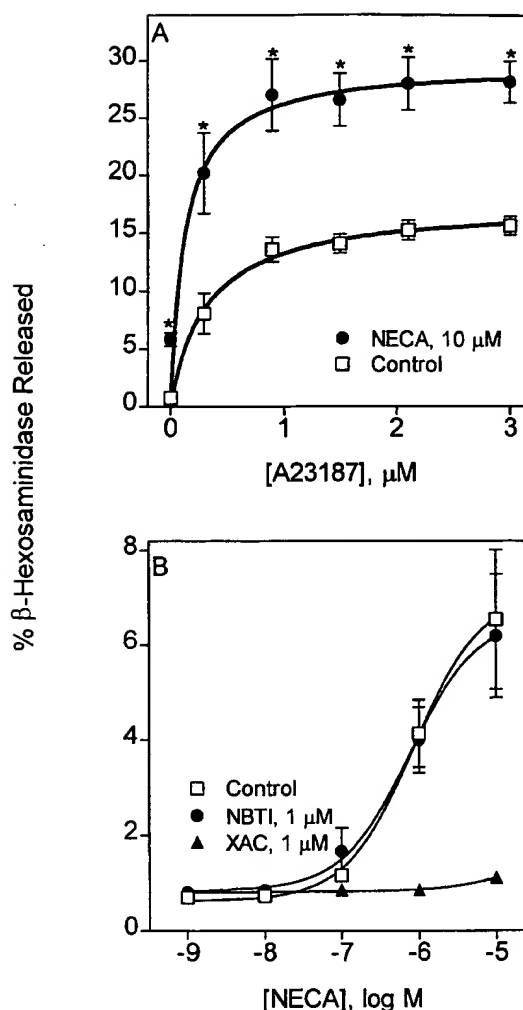 A
30
25
20
15
10
5
0
* * * * * *
● NECA, 10 μM
□ Control
0 1 2 3
[A23187], μM
% β-Hexosaminidase Released
B
8
6
4
2
0
□ Control
● NBTI, 1 μM
▲ XAC, 1 μM
-9 -8 -7 -6 -5
[NECA], log M